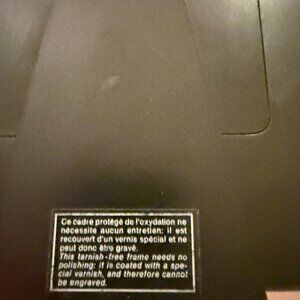 Ce cadre protégé de l'oxydation ne
nécessite aucun entretien; il est
recouvert d'un vernis spécial et ne
peut donc être gravé.
This tarnish-free frame needs no
polishing: it is coated with a spe-
cial varnish, and therefore cannot
be engraved.